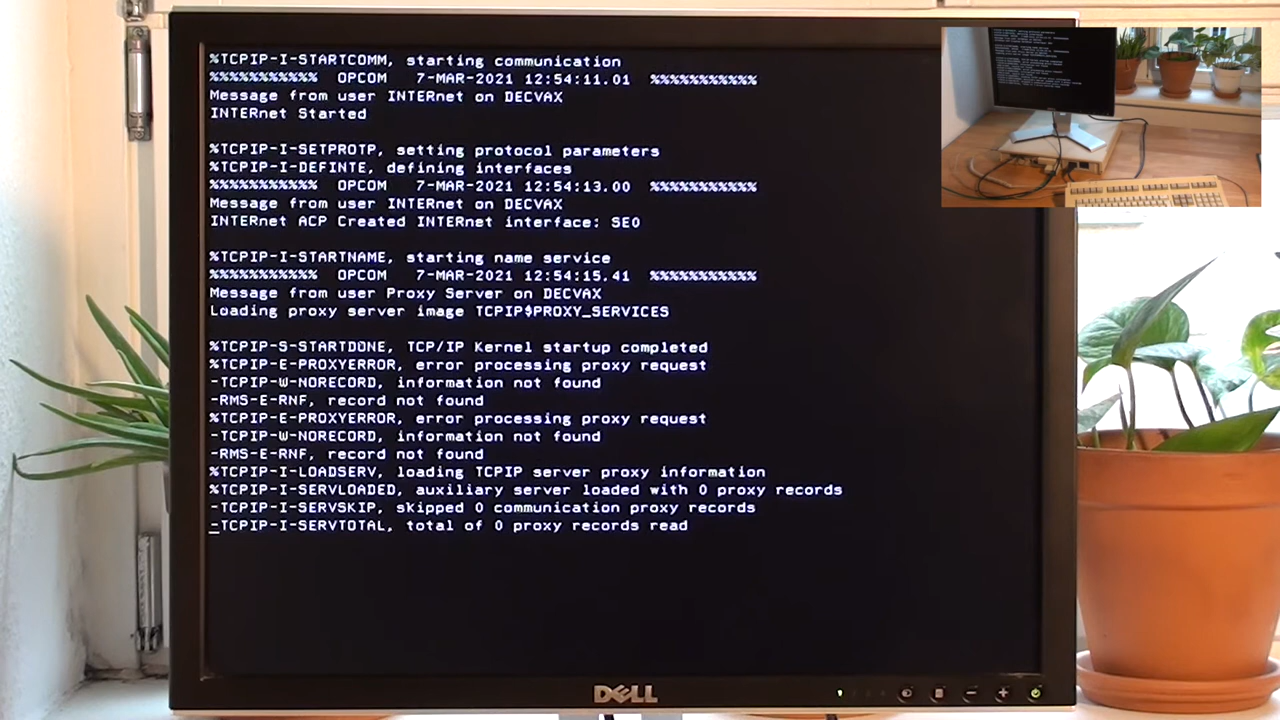 %TCPIP-I-STARTCOMM, starting communication
%%%%%%%%%%% OPCOM 7-MAR-2021 12:54:11.01 %%%%%%%%%%%
Message from user INTERnet on DECVAX
INTERnet Started
%TCPIP-I-SETPROTP, setting protocol parameters
%TCPIP-I-DEFINTE, defining interfaces
%%%%%%%%%%% OPCOM 7-MAR-2021 12:54:13.00 %%%%%%%%%%%
Message from user INTERnet on DECVAX
INTERnet ACP Created INTERnet interface: SE0
%TCPIP-I-STARTNAME, starting name service
%%%%%%%%%%% OPCOM 7-MAR-2021 12:54:15.41 %%%%%%%%%%%
Message from user Proxy Server on DECVAX
Loading proxy server image TCPIP$PROXY_SERVICES
%TCPIP-S-STARTDONE, TCP/IP Kernel startup completed
%TCPIP-E-PROXYERROR, error processing proxy request
-TCPIP-W-NORECORD, information not found
-RMS-E-RNF, record not found
%TCPIP-E-PROXYERROR, error processing proxy request
-TCPIP-W-NORECORD, information not found
-RMS-E-RNF, record not found
%TCPIP-I-LOADSERV, loading TCPIP server proxy information
%TCPIP-I-SERVLOADED, auxiliary server loaded with 0 proxy records
-TCPIP-I-SERVSKIP, skipped 0 communication proxy records
-TCPIP-I-SERVTOTAL, total of 0 proxy records read
DELL